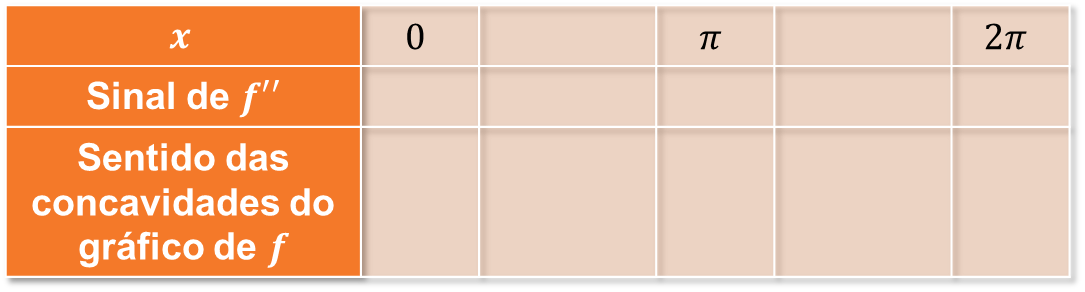 x 0 π 2π
Sinal de f′′
Sentido das
concavidades do
gráfico de f